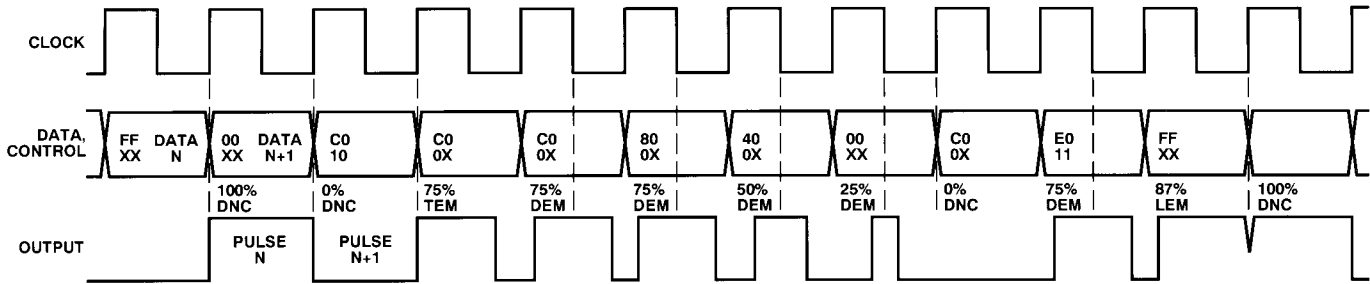 CLOCK
DATA,
CONTROL
FF DATA
XX N
00 DATA
XX N+1
C0
10
C0
0X
C0
0X
80
0X
40
0X
00
XX
C0
0X
E0
11
FF
XX
100%
DNC
0%
DNC
75%
TEM
75%
DEM
75%
DEM
50%
DEM
25%
DEM
0%
DNC
75%
DEM
87%
LEM
100%
DNC
OUTPUT
PULSE
N
PULSE
N+1